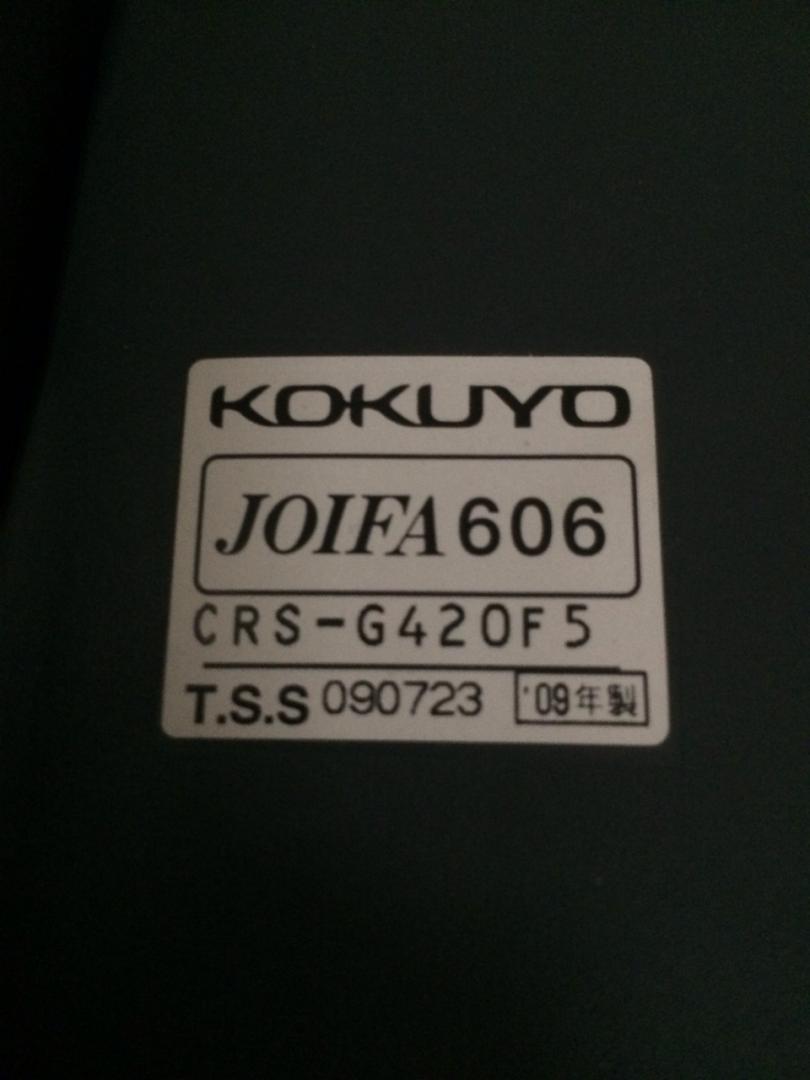 KOKUYO
JOIFA 606
CRS-G420F5
T.S.S 090723 '09年製